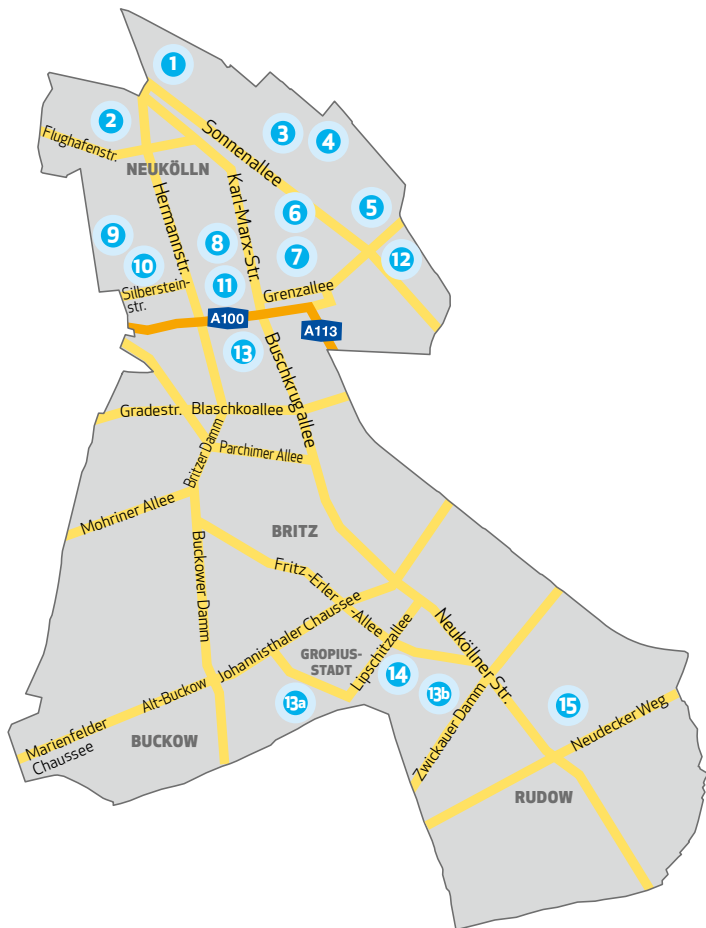 1
2
3
4
Sonnenallee
Flughafenstr.
NEUKÖLLN
Hermannstr.
Karl-Marx-Str.
5
6
9
8
7
12
10
11
Silberstein-
str.
Grenzallee
A100
A113
13
Buschkrugallee
Gradestr.
Blaschkoallee
Britzer Damm
Parchimer Allee
Mohriner Allee
BRITZ
Buckower Damm
Fritz-Erler
-Allee
Johannisthaler Chaussee
Lipschitzallee
Neuköllner Str.
GROPIUS-
STADT
14
13a
13b
15
Alt-Buckow
Zwickauer Damm
Neudecker Weg
Marienfelder
Chaussee
BUCKOW
RUDOW